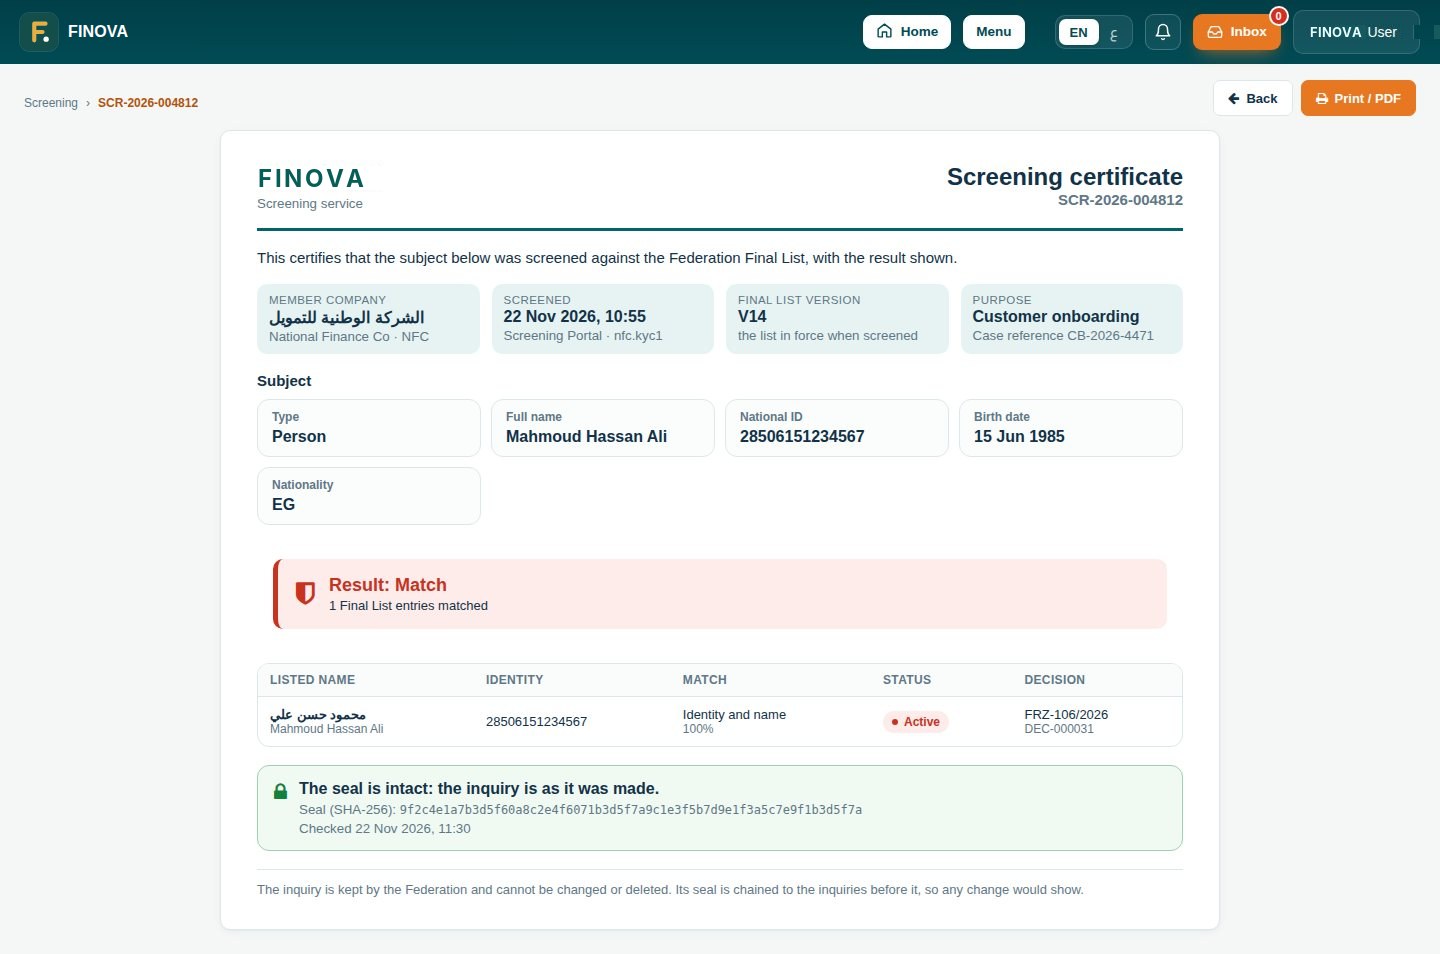 FINOVA
Home
Menu
EN
ع
Inbox
0
FINOVA User
Screening › SCR-2026-004812
Back
Print / PDF
FINOVA
Screening service
Screening certificate
SCR-2026-004812
This certifies that the subject below was screened against the Federation Final List, with the result shown.
MEMBER COMPANY
الشركة الوطنية للتمويل
National Finance Co · NFC
SCREENED
22 Nov 2026, 10:55
Screening Portal · nfc.kyc1
FINAL LIST VERSION
V14
the list in force when screened
PURPOSE
Customer onboarding
Case reference CB-2026-4471
Subject
Type
Person
Full name
Mahmoud Hassan Ali
National ID
28506151234567
Birth date
15 Jun 1985
Nationality
EG
Result: Match
1 Final List entries matched
LISTED NAME IDENTITY MATCH STATUS DECISION
محمود حسن علي
Mahmoud Hassan Ali
28506151234567
Identity and name
100%
Active
FRZ-106/2026
DEC-000031
The seal is intact: the inquiry is as it was made.
Seal (SHA-256): 9f2c4e1a7b3d5f60a8c2e4f6071b3d5f7a9c1e3f5b7d9e1f3a5c7e9f1b3d5f7a
Checked 22 Nov 2026, 11:30
The inquiry is kept by the Federation and cannot be changed or deleted. Its seal is chained to the inquiries before it, so any change would show.